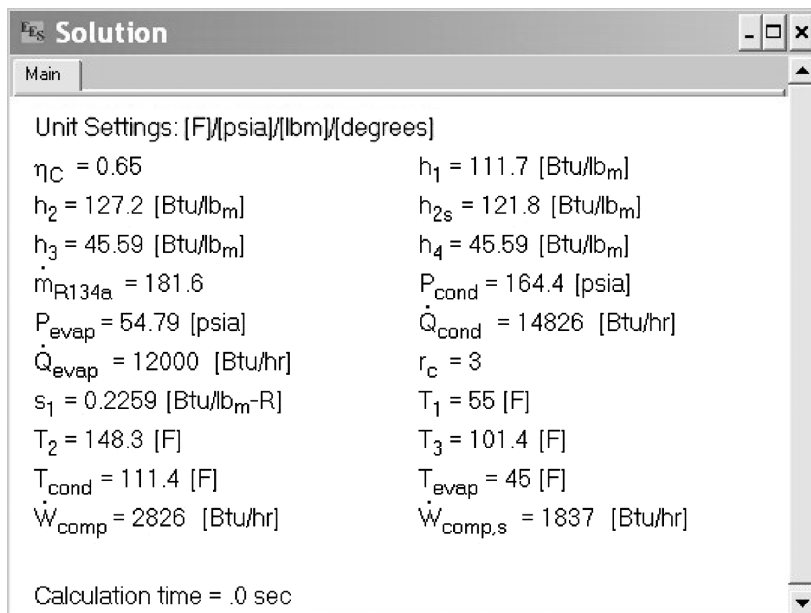 EES Solution
Main
Unit Settings: [F]/[psia]/[lbm]/[degrees]
ηC = 0.65 h1 = 111.7 [Btu/lbm]
h2 = 127.2 [Btu/lbm] h2s = 121.8 [Btu/lbm]
h3 = 45.59 [Btu/lbm] h4 = 45.59 [Btu/lbm]
ṁR134a = 181.6 Pcond = 164.4 [psia]
Pevap = 54.79 [psia] Q̇cond = 14826 [Btu/hr]
Q̇evap = 12000 [Btu/hr] rc = 3
s1 = 0.2259 [Btu/lbm-R] T1 = 55 [F]
T2 = 148.3 [F] T3 = 101.4 [F]
Tcond = 111.4 [F] Tevap = 45 [F]
Ẇcomp = 2826 [Btu/hr] Ẇcomp,s = 1837 [Btu/hr]
Calculation time = .0 sec